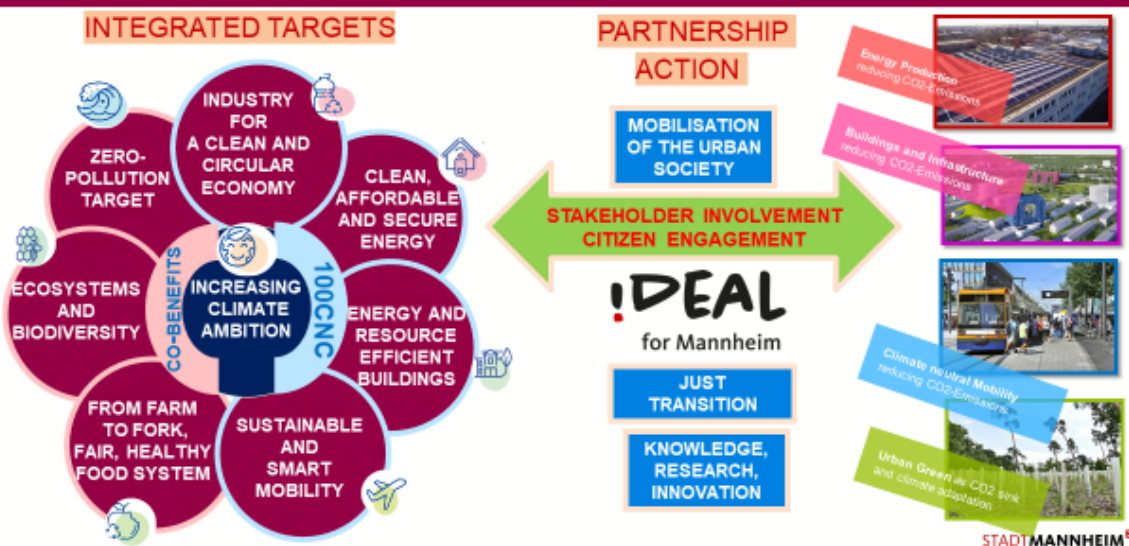 INTEGRATED TARGETS
INDUSTRY
FOR
A CLEAN AND
CIRCULAR
ECONOMY
ZERO-
POLLUTION
TARGET
CLEAN,
AFFORDABLE
AND SECURE
ENERGY
ECOSYSTEMS
AND
BIODIVERSITY
CO-BENEFITS
INCREASING
CLIMATE
AMBITION
100CNC
ENERGY AND
RESOURCE
EFFICIENT
BUILDINGS
FROM FARM
TO FORK,
FAIR, HEALTHY
FOOD SYSTEM
SUSTAINABLE
AND
SMART
MOBILITY
PARTNERSHIP
ACTION
MOBILISATION
OF THE URBAN
SOCIETY
STAKEHOLDER INVOLVEMENT
CITIZEN ENGAGEMENT
!DEAL
for Mannheim
JUST
TRANSITION
KNOWLEDGE,
RESEARCH,
INNOVATION
Energy Production
reducing CO2-Emissions
Buildings and Infrastructure
reducing CO2-Emissions
Climate neutral Mobility
reducing CO2-Emissions
Urban Green as CO2 sink
and climate adaptation
STADTMANNHEIM